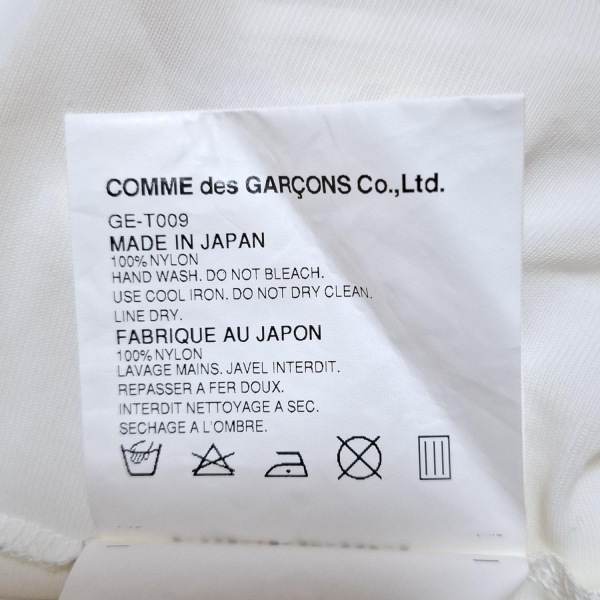 COMME des GARÇONS Co.,Ltd.
GE-T009
MADE IN JAPAN
100% NYLON
HAND WASH. DO NOT BLEACH.
USE COOL IRON. DO NOT DRY CLEAN.
LINE DRY.
FABRIQUE AU JAPON
100% NYLON
LAVAGE MAINS. JAVEL INTERDIT.
REPASSER A FER DOUX.
INTERDIT NETTOYAGE A SEC.
SECHAGE A L'OMBRE.